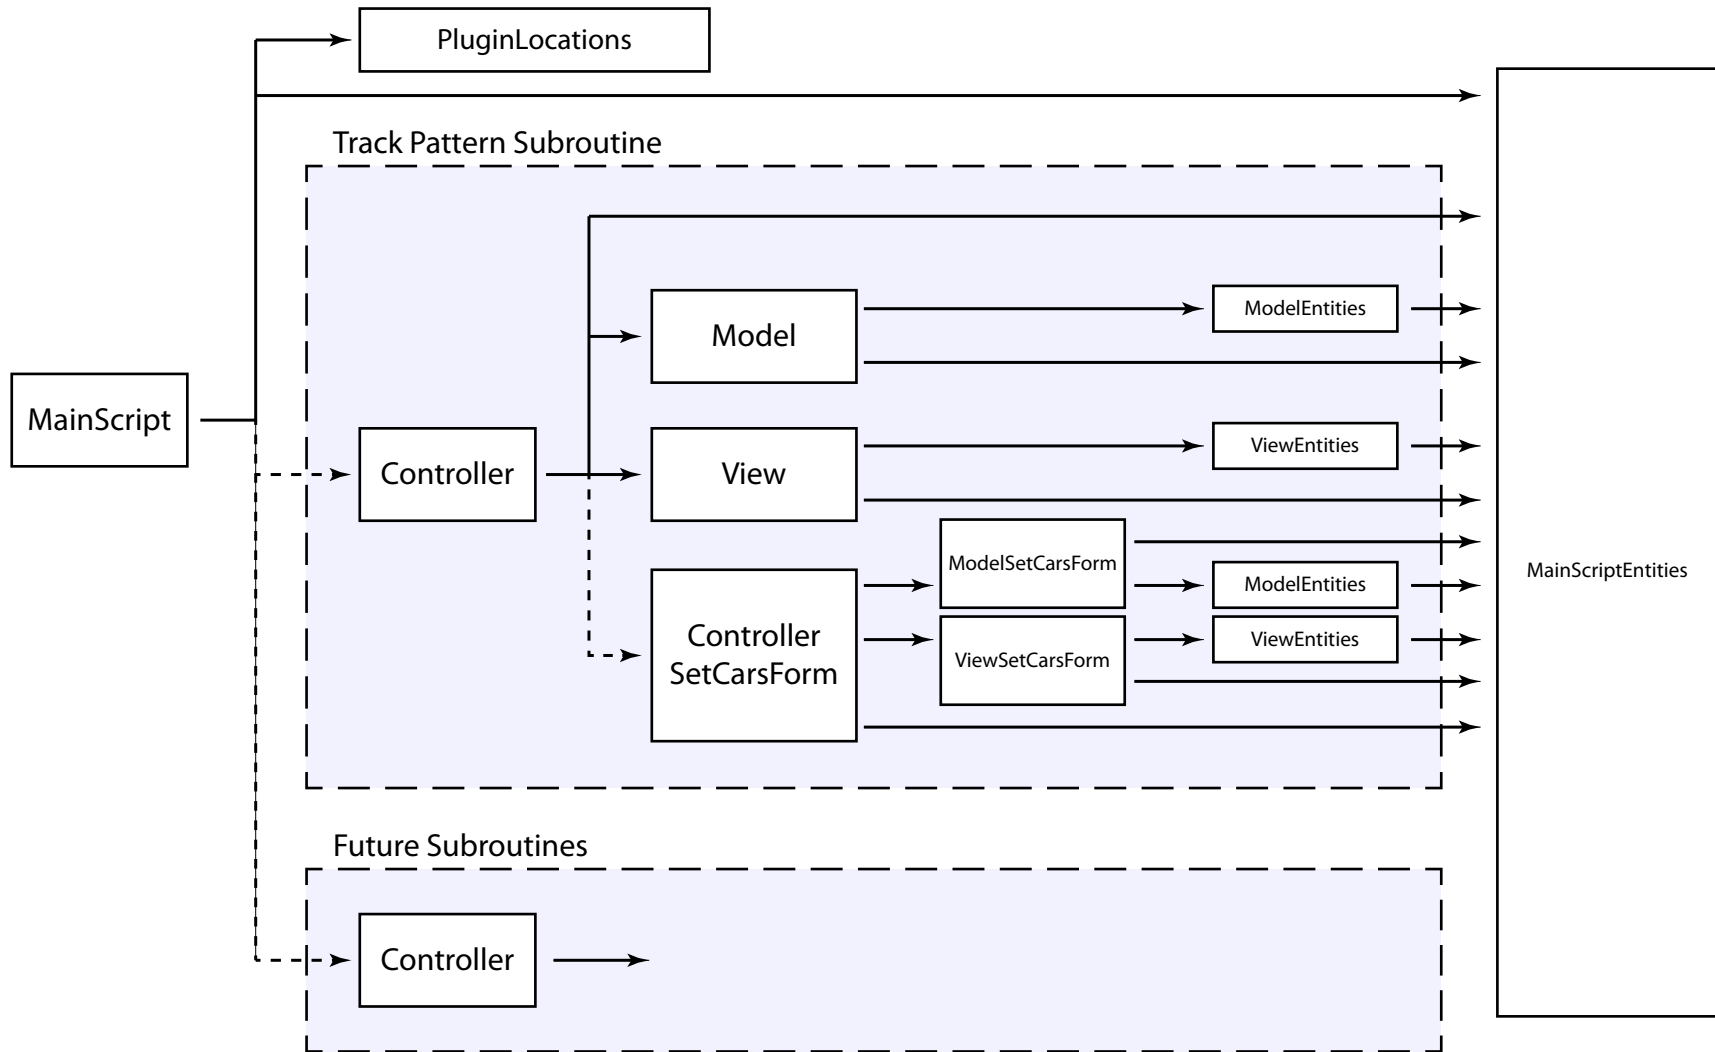 PluginLocations
Track Pattern Subroutine
Model
ModelEntities
MainScript
Controller
View
ViewEntities
Controller
SetCarsForm
ModelSetCarsForm
ModelEntities
ViewSetCarsForm
ViewEntities
MainScriptEntities
Future Subroutines
Controller